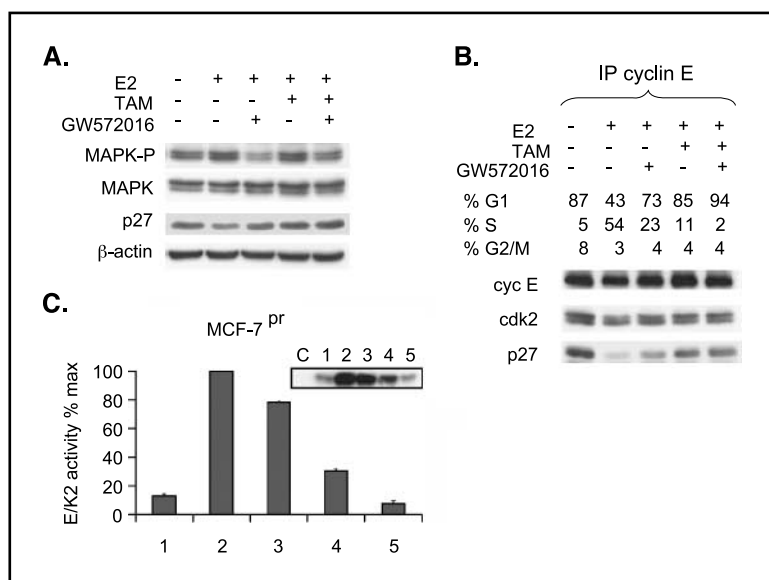 A.
E2 - + + + +
TAM - - - + +
GW572016 - - + - +
MAPK-P
MAPK
p27
β-actin
B.
IP cyclin E
E2 - + + + +
TAM - - - + +
GW572016 - - + - +
% G1 87 43 73 85 94
% S 5 54 23 11 2
% G2/M 8 3 4 4 4
cyc E
cdk2
p27
C.
MCF-7 pr
C 1 2 3 4 5
E/K2 activity % max
100
80
60
40
20
0
1 2 3 4 5